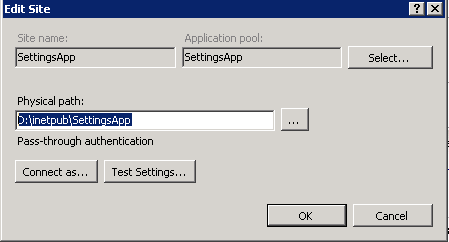 Edit Site
Site name: Application pool:
SettingsApp SettingsApp Select...
Physical path:
D:\inetpub\SettingsApp ...
Pass-through authentication
Connect as... Test Settings...
OK Cancel